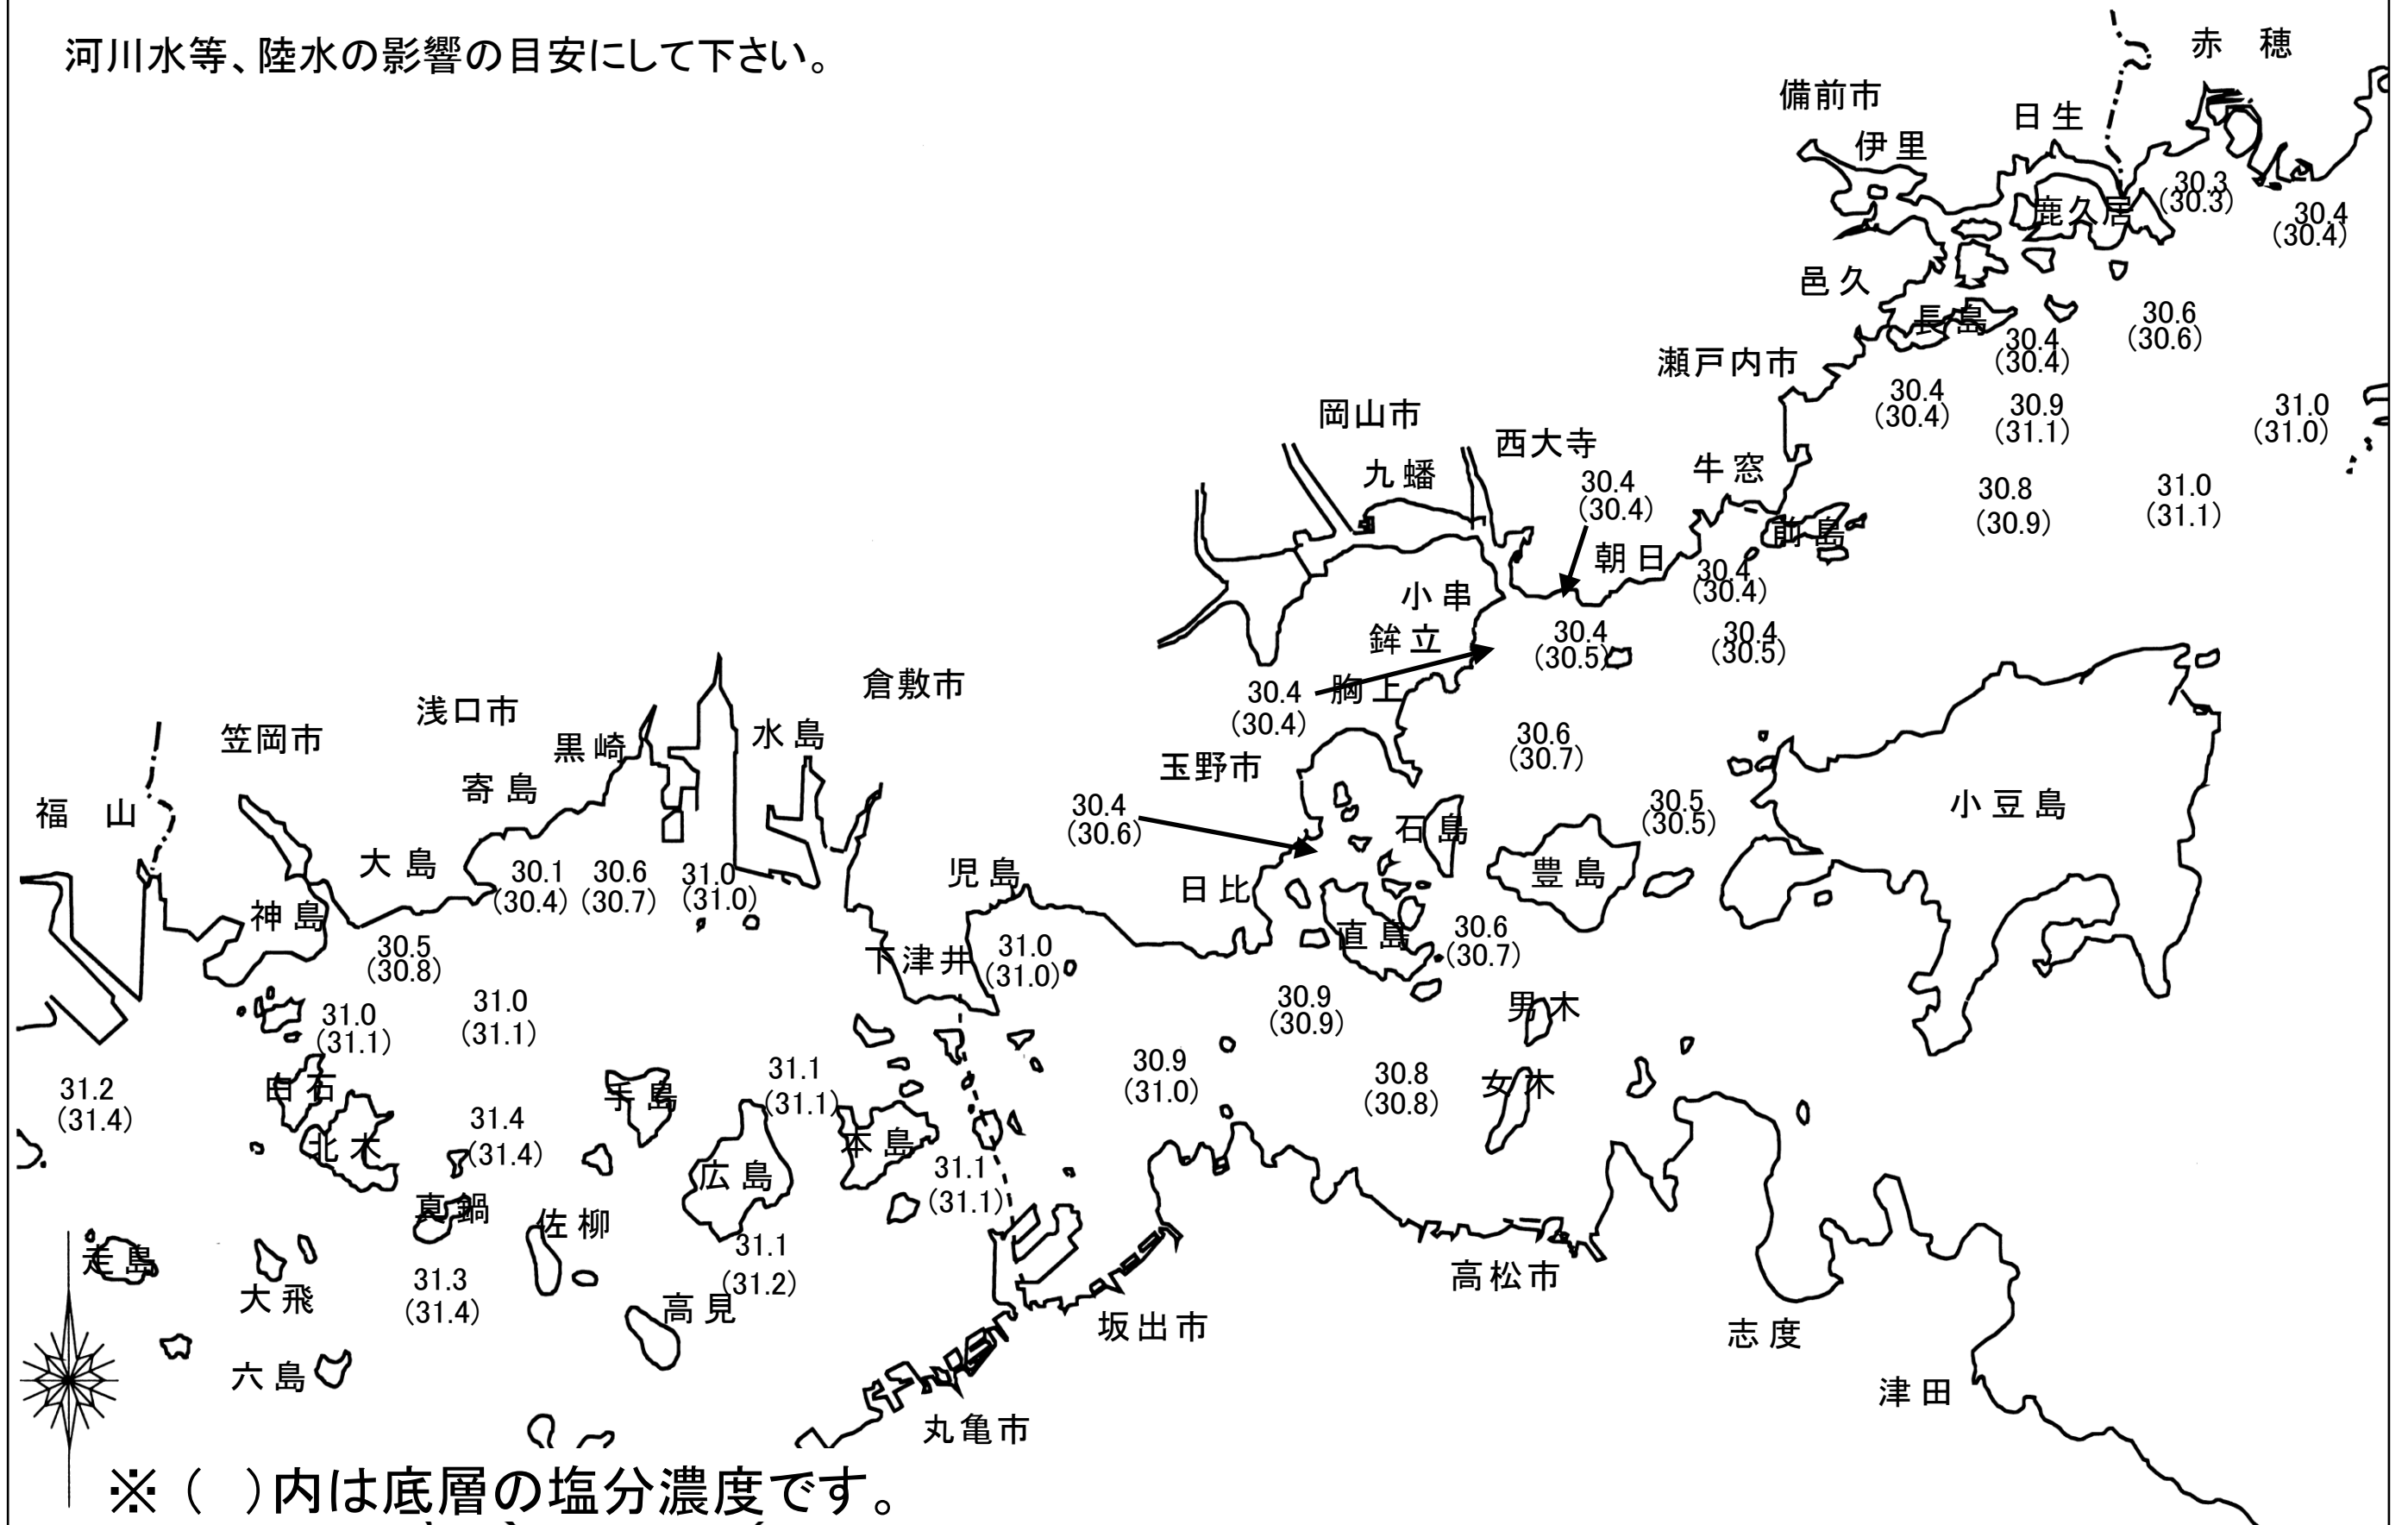 河川水等、陸水の影響の目安にして下さい。
赤　穂
備前市
日生
伊里
30.3
(30.3)
鹿久居
30.4
(30.4)
邑久
長島
30.6
(30.6)
30.4
(30.4)
瀬戸内市
30.4
(30.4)
30.9
(31.1)
31.0
(31.0)
岡山市
西大寺
九蟠
牛窓
30.4
(30.4)
30.8
(30.9)
31.0
(31.1)
前島
朝日
30.4
(30.4)
小串
鉾立
30.4
(30.5)
30.4
(30.5)
胸上
30.4
(30.4)
倉敷市
浅口市
笠岡市
黒崎
水島
30.6
(30.7)
玉野市
寄島
福　山
30.4
(30.6)
30.5
(30.5)
小豆島
石島
大島
30.1
(30.4)
30.6
(30.7)
31.0
(31.0)
児島
日比
豊島
神島
直島
30.6
(30.7)
30.5
(30.8)
下津井
31.0
(31.0)
31.0
(31.1)
31.0
(31.1)
30.9
(30.9)
男木
白石
31.2
(31.4)
手島
31.1
(31.1)
30.9
(31.0)
30.8
(30.8)
女木
北木
31.4
(31.4)
本島
広島
31.1
(31.1)
真鍋
佐柳
走島
31.1
(31.2)
大飛
31.3
(31.4)
高見
高松市
坂出市
志度
六島
津田
丸亀市
※（　）内は底層の塩分濃度です。